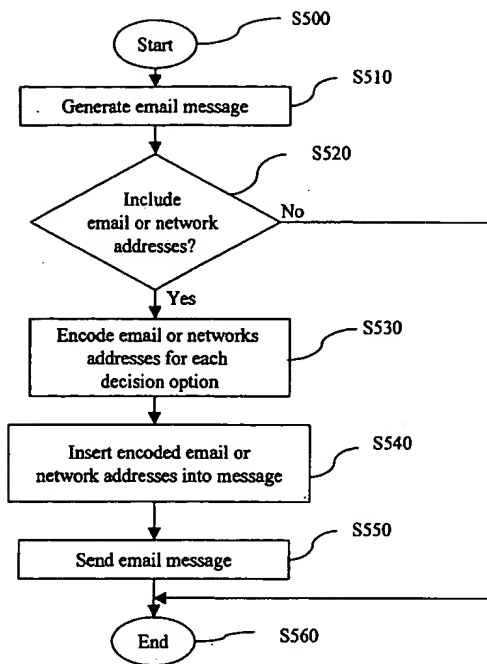 S500
Start
S510
Generate email message
S520
Include
email or network
addresses?
No
Yes
S530
Encode email or networks
addresses for each
decision option
S540
Insert encoded email or
network addresses into message
S550
Send email message
End
S560